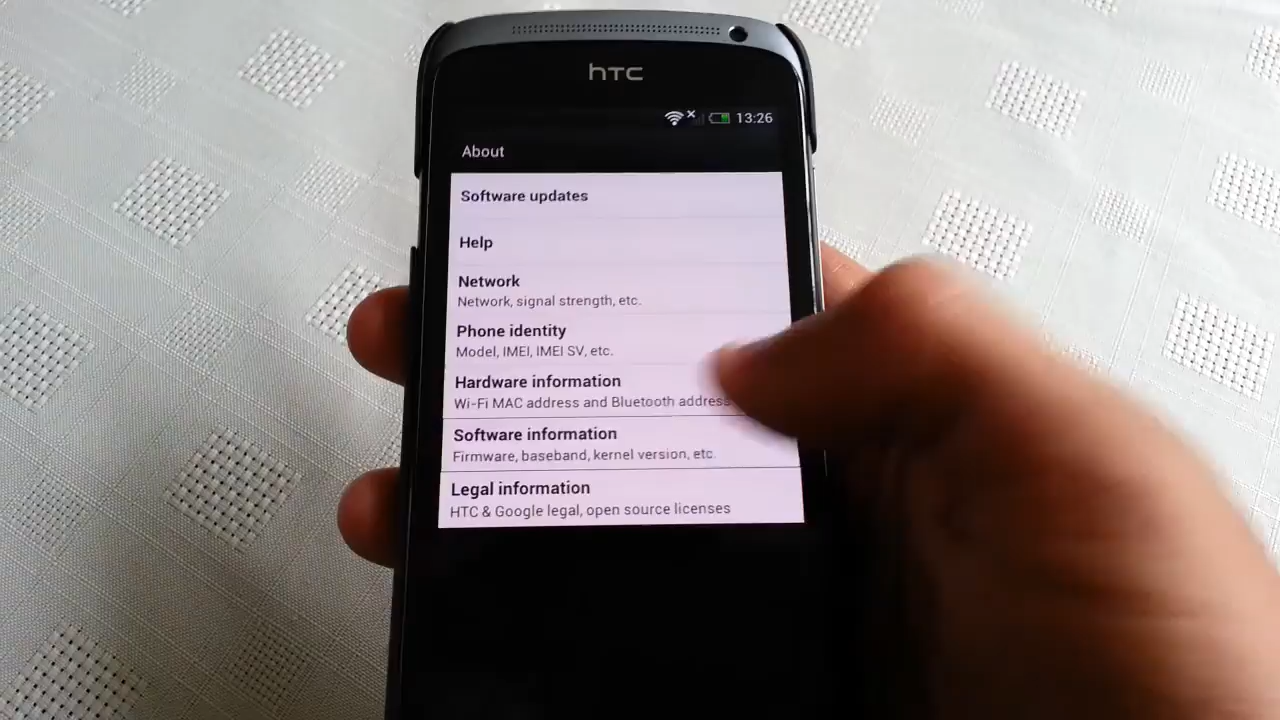 hTC
13:26
About
Software updates
Help
Network
Network, signal strength, etc.
Phone identity
Model, IMEI, IMEI SV, etc.
Hardware information
Wi-Fi MAC address and Bluetooth address
Software information
Firmware, baseband, kernel version, etc.
Legal information
HTC & Google legal, open source licenses